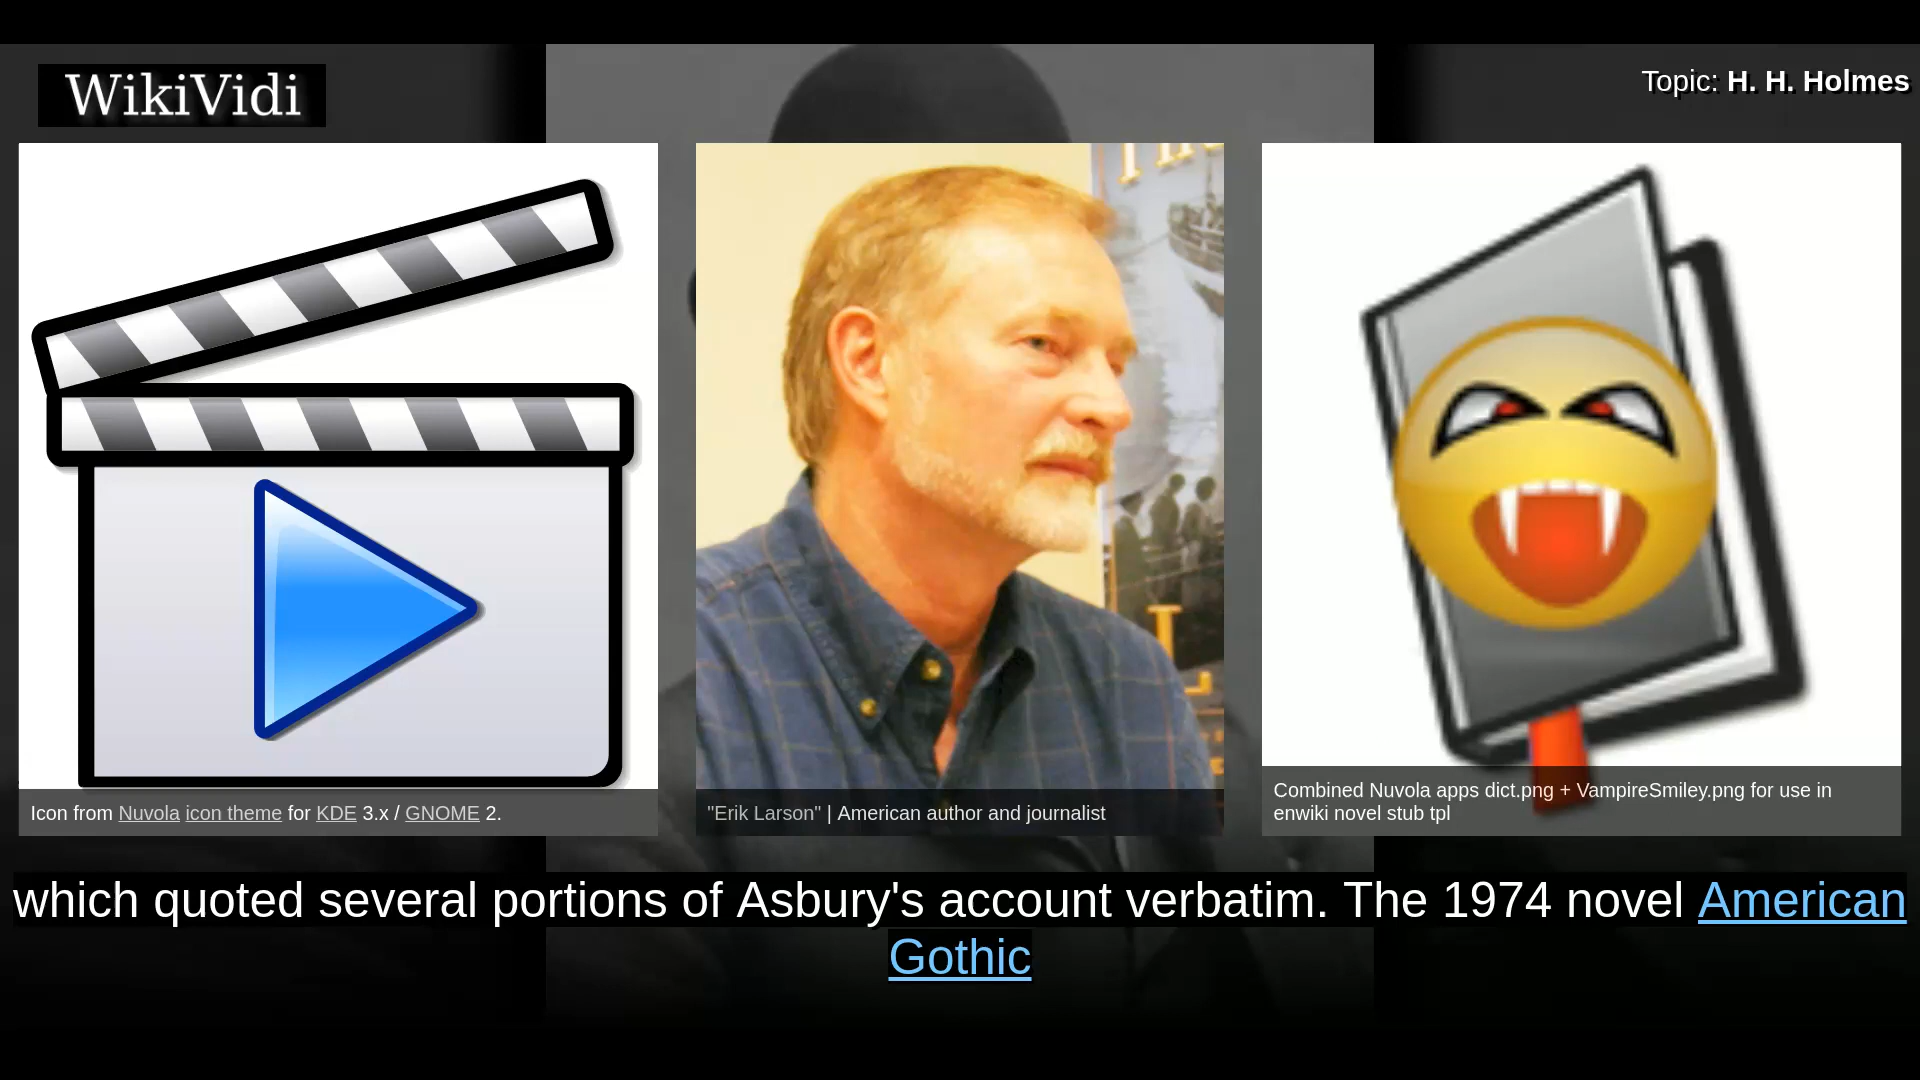 WikiVidi
Topic: H. H. Holmes
Icon from Nuvola icon theme for KDE 3.x / GNOME 2.
"Erik Larson" | American author and journalist
Combined Nuvola apps dict.png + VampireSmiley.png for use in
enwiki novel stub tpl
which quoted several portions of Asbury's account verbatim. The 1974 novel American
Gothic